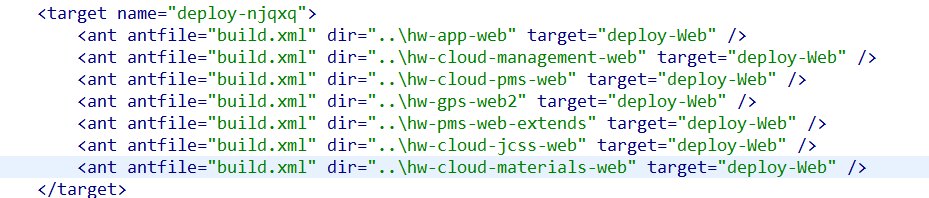 <target name="deploy-njqxq">
<ant antfile="build.xml" dir="..\hw-app-web" target="deploy-Web" />
<ant antfile="build.xml" dir="..\hw-cloud-management-web" target="deploy-Web" />
<ant antfile="build.xml" dir="..\hw-cloud-pms-web" target="deploy-Web" />
<ant antfile="build.xml" dir="..\hw-gps-web2" target="deploy-Web" />
<ant antfile="build.xml" dir="..\hw-pms-web-extends" target="deploy-Web" />
<ant antfile="build.xml" dir="..\hw-cloud-jcss-web" target="deploy-Web" />
<ant antfile="build.xml" dir="..\hw-cloud-materials-web" target="deploy-Web" />
</target>